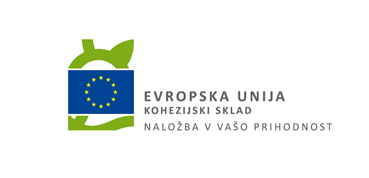 EVROPSKA UNIJA
KOHEZIJSKI SKLAD
NALOŽBA V VAŠO PRIHODNOST